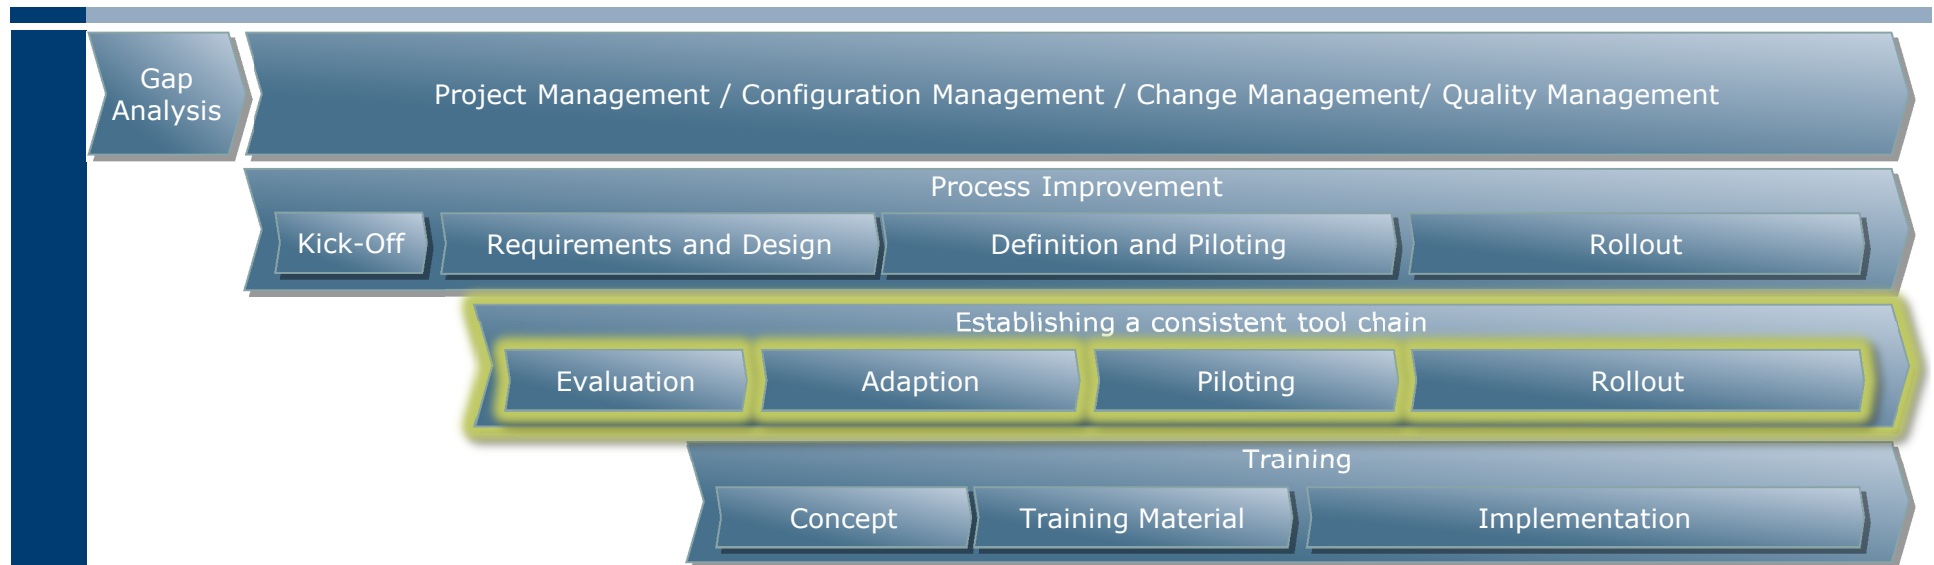 Gap
Analysis
Project Management / Configuration Management / Change Management/ Quality Management
Process Improvement
Kick-Off
Requirements and Design
Definition and Piloting
Rollout
Establishing a consistent tool chain
Evaluation
Adaption
Piloting
Rollout
Training
Concept
Training Material
Implementation